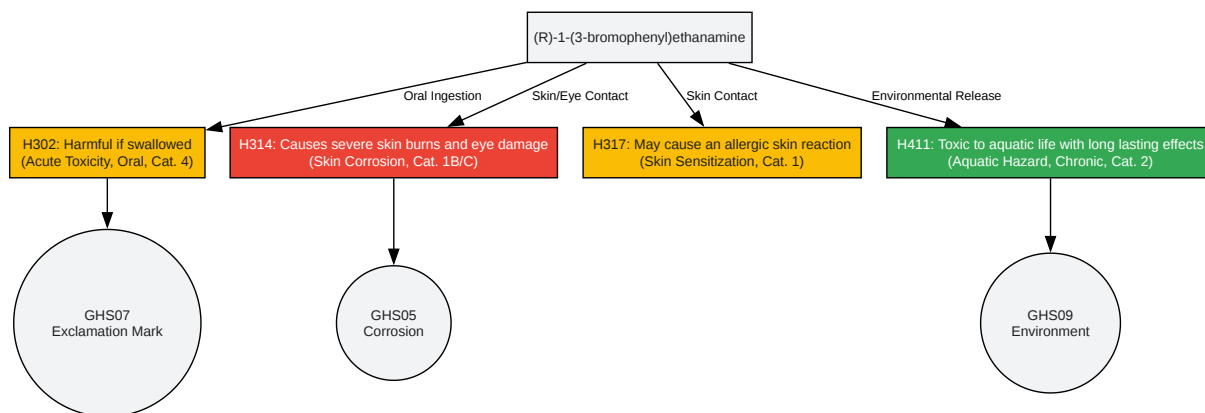 (R)-1-(3-bromophenyl)ethanamine
Oral Ingestion
Skin/Eye Contact
Skin Contact
Environmental Release
H302: Harmful if swallowed
(Acute Toxicity, Oral, Cat. 4)
H314: Causes severe skin burns and eye damage
(Skin Corrosion, Cat. 1B/C)
H317: May cause an allergic skin reaction
(Skin Sensitization, Cat. 1)
H411: Toxic to aquatic life with long lasting effects
(Aquatic Hazard, Chronic, Cat. 2)
GHS07
Exclamation Mark
GHS05
Corrosion
GHS09
Environment